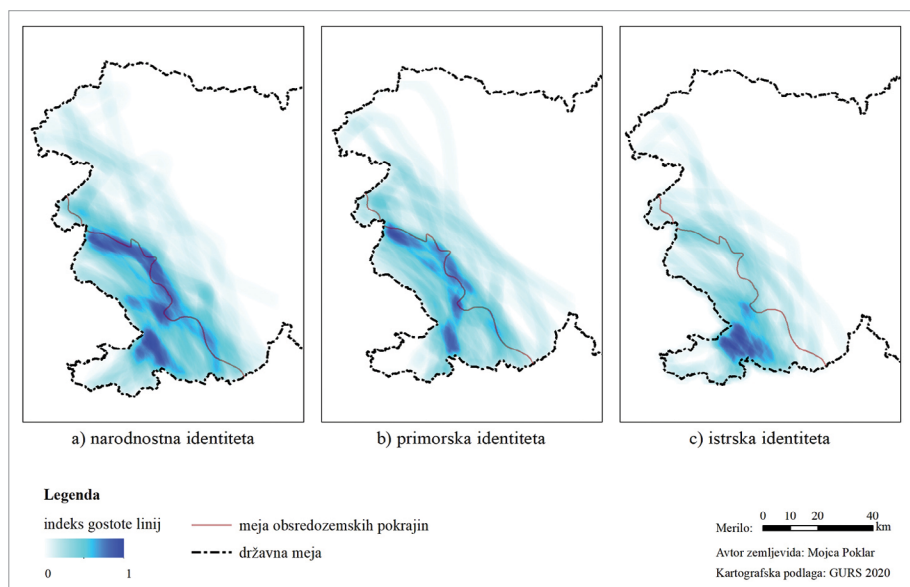 a) narodnostna identiteta
b) primorska identiteta
c) istrska identiteta
Legenda
indeks gostote linij
0 1
meja obsredozemskih pokrajin
državna meja
0 10 20 40
Merilo: km
Avtor zemljevida: Mojca Poklar
Kartografska podlaga: GURS 2020